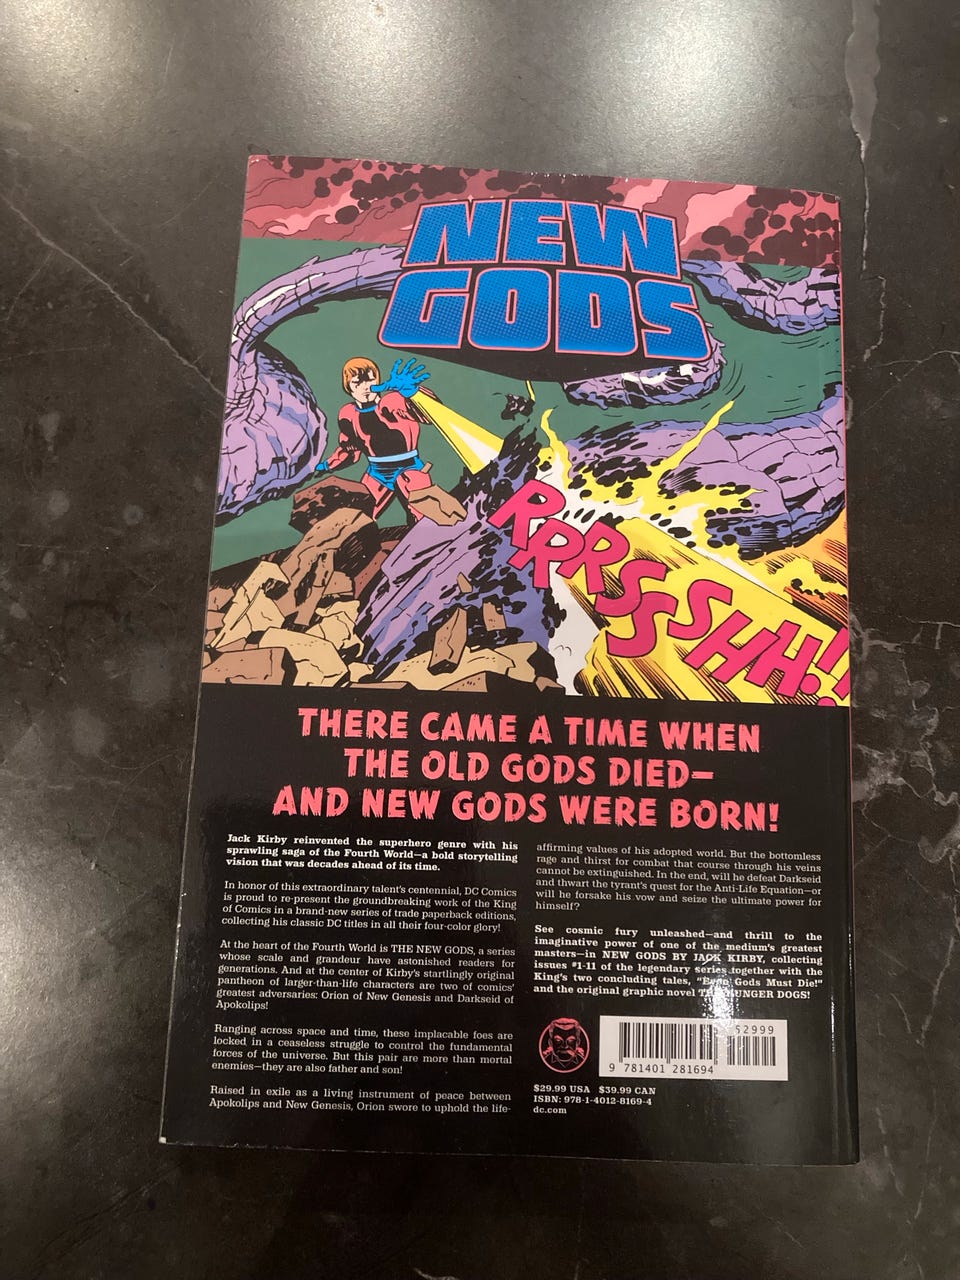 NEW
GODS
RRRSSSHH!!
THERE CAME A TIME WHEN
THE OLD GODS DIED—
AND NEW GODS WERE BORN!
Jack Kirby reinvented the superhero genre with his
sprawling saga of the Fourth World—a bold storytelling
vision that was decades ahead of its time.
In honor of this extraordinary talent's centennial, DC Comics
is proud to re-present the groundbreaking work of the King
of Comics in a brand-new series of trade paperback editions,
collecting his classic DC titles in all their four-color glory!
At the heart of the Fourth World is THE NEW GODS, a series
whose scale and grandeur have astonished readers for
generations. And at the center of Kirby's startlingly original
pantheon of larger-than-life characters are two of comics'
greatest adversaries: Orion of New Genesis and Darkseid of
Apokolips!
Ranging across space and time, these implacable foes are
locked in a ceaseless struggle to control the fundamental
forces of the universe. But this pair are more than mortal
enemies—they are also father and son!
Raised in exile as a living instrument of peace between
Apokolips and New Genesis, Orion swore to uphold the life-
affirming values of his adopted world. But the bottomless
rage and thirst for combat that course through his veins
cannot be extinguished. In the end, will he defeat Darkseid
and thwart the tyrant's quest for the Anti-Life Equation—or
will he forsake his vow and seize the ultimate power for
himself?
See cosmic fury unleashed—and thrill to the
imaginative power of one of the medium's greatest
masters—in NEW GODS BY JACK KIRBY, collecting
issues #1-11 of the legendary series together with the
King's two concluding tales, "Even Gods Must Die!"
and the original graphic novel THE HUNGER DOGS!
52999
9 781401 281694
$29.99 USA $39.99 CAN
ISBN: 978-1-4012-8169-4
dc.com